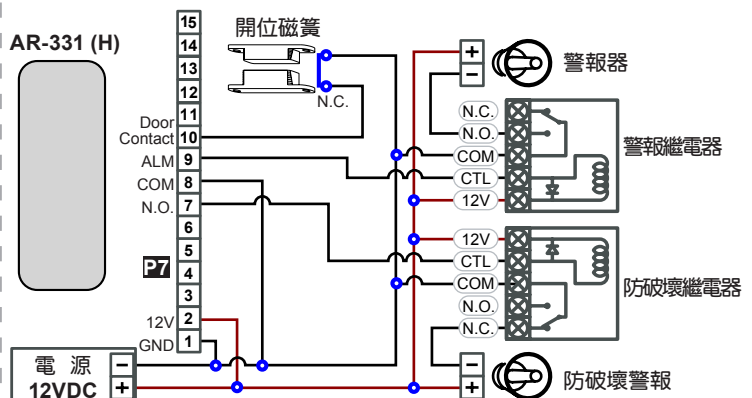 AR-331 (H)
開位磁簧
N.C.
15
14
13
12
11
10
9
8
7
6
5
4
3
2
1
Door
Contact
ALM
COM
N.O.
P7
12V
GND
電 源
12VDC
−
+
+
−
警報器
N.C.
N.O.
COM
CTL
12V
警報繼電器
12V
CTL
COM
N.O.
N.C.
防破壞繼電器
−
+
防破壞警報